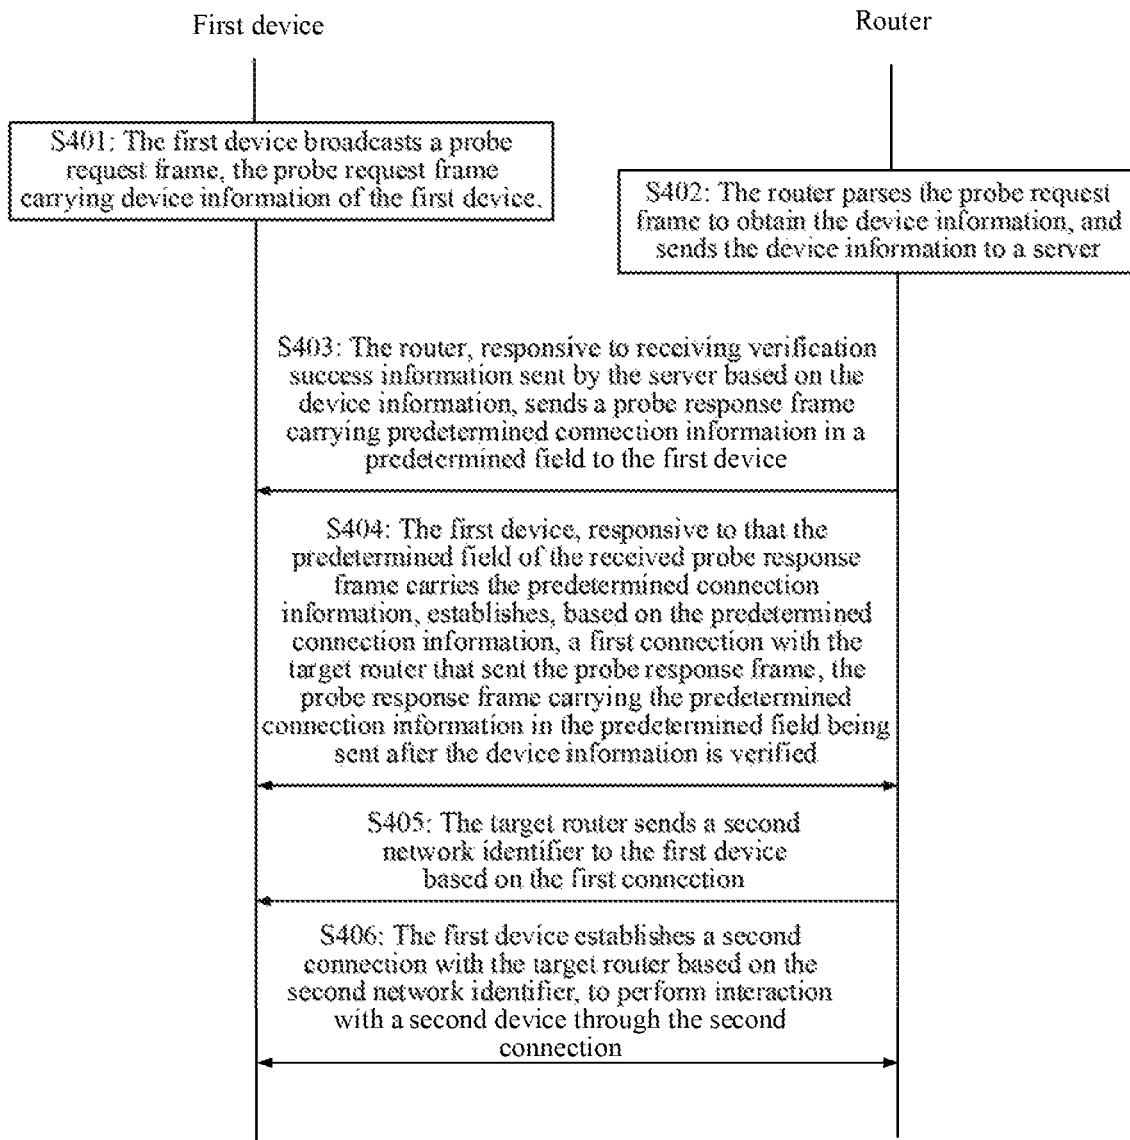 First device
Router
S401: The first device broadcasts a probe
request frame, the probe request frame
carrying device information of the first device.
S402: The router parses the probe request
frame to obtain the device information, and
sends the device information to a server
S403: The router, responsive to receiving verification
success information sent by the server based on the
device information, sends a probe response frame
carrying predetermined connection information in a
predetermined field to the first device
S404: The first device, responsive to that the
predetermined field of the received probe response
frame carries the predetermined connection
information, establishes, based on the predetermined
connection information, a first connection with the
target router that sent the probe response frame, the
probe response frame carrying the predetermined
connection information in the predetermined field being
sent after the device information is verified
S405: The target router sends a second
network identifier to the first device
based on the first connection
S406: The first device establishes a second
connection with the target router based on the
second network identifier, to perform interaction
with a second device through the second
connection